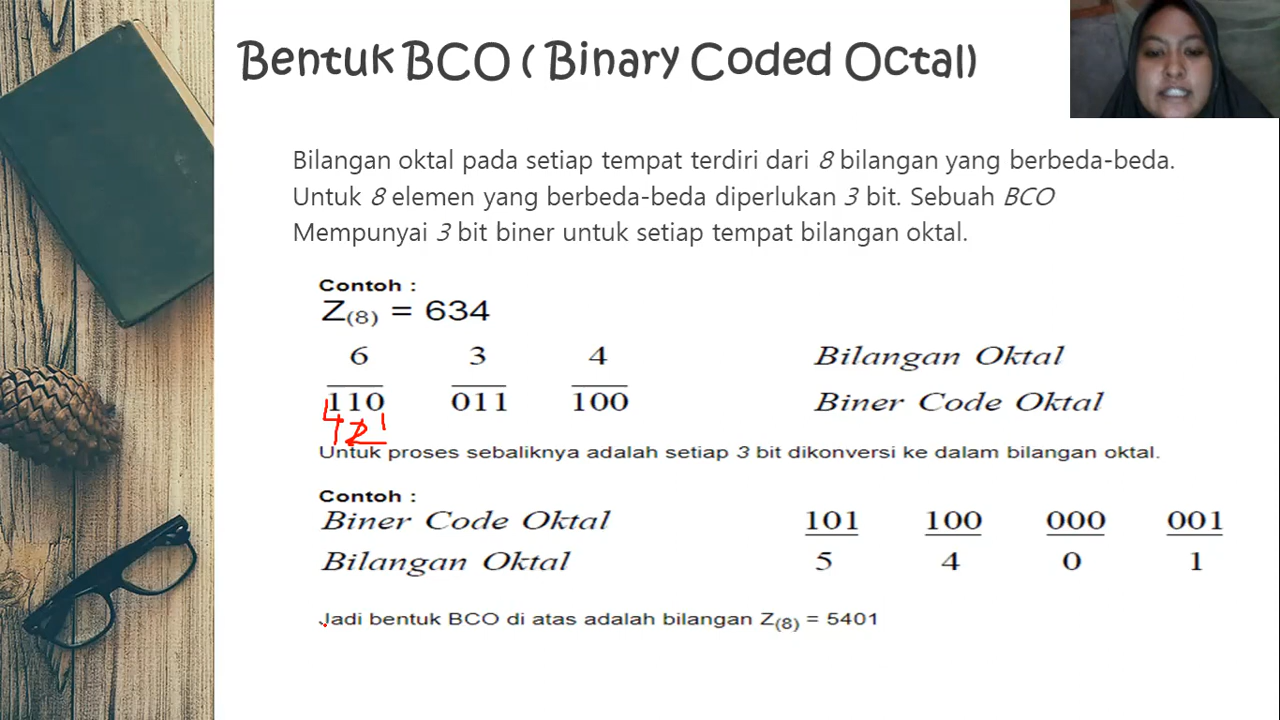 Bentuk BCO ( Binary Coded Octal)
Bilangan oktal pada setiap tempat terdiri dari 8 bilangan yang berbeda-beda.
Untuk 8 elemen yang berbeda-beda diperlukan 3 bit. Sebuah BCO
Mempunyai 3 bit biner untuk setiap tempat bilangan oktal.
Contoh :
Z(8) = 634
6 3 4 Bilangan Oktal
110 011 100 Biner Code Oktal
4 2 1
Untuk proses sebaliknya adalah setiap 3 bit dikonversi ke dalam bilangan oktal.
Contoh :
Biner Code Oktal 101 100 000 001
Bilangan Oktal 5 4 0 1
Jadi bentuk BCO di atas adalah bilangan Z(8) = 5401